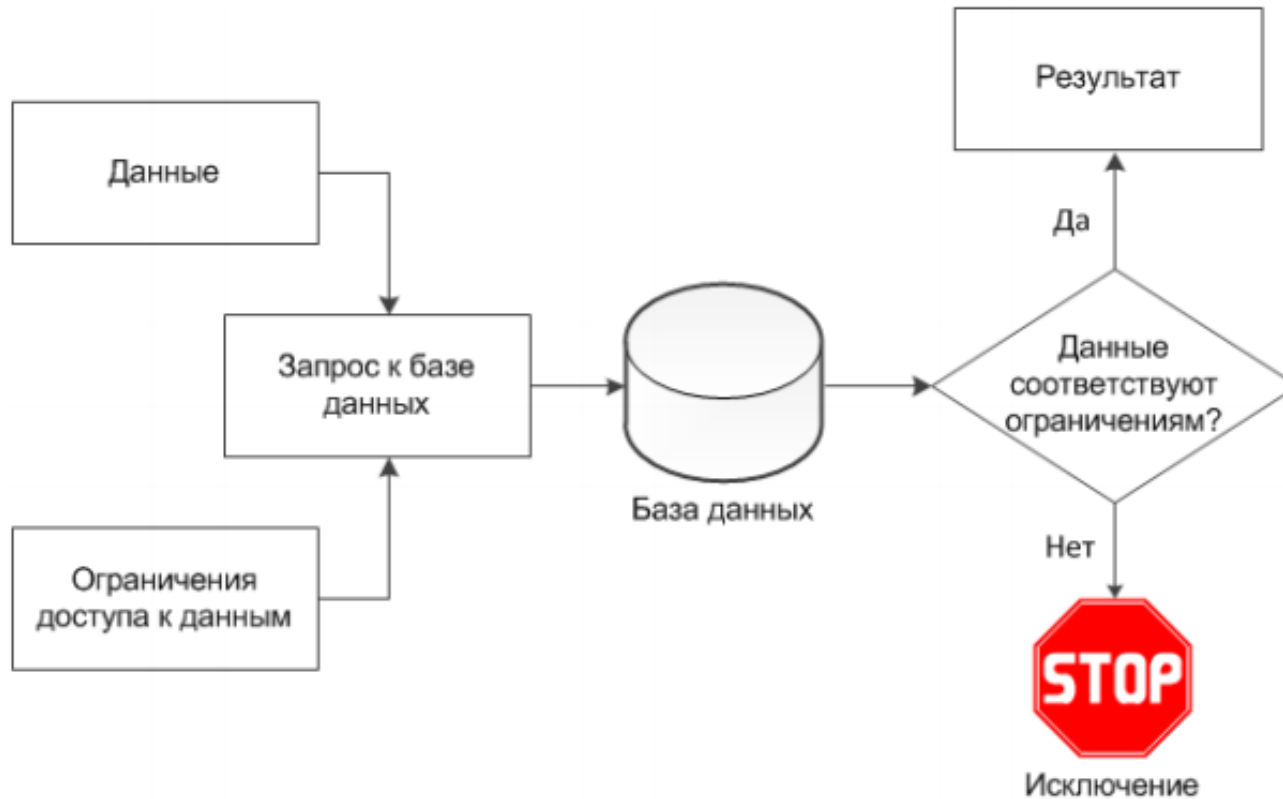 Данные
Запрос к базе
данных
Ограничения
доступа к данным
База данных
Данные
соответствуют
ограничениям?
Да
Результат
Нет
STOP
Исключение